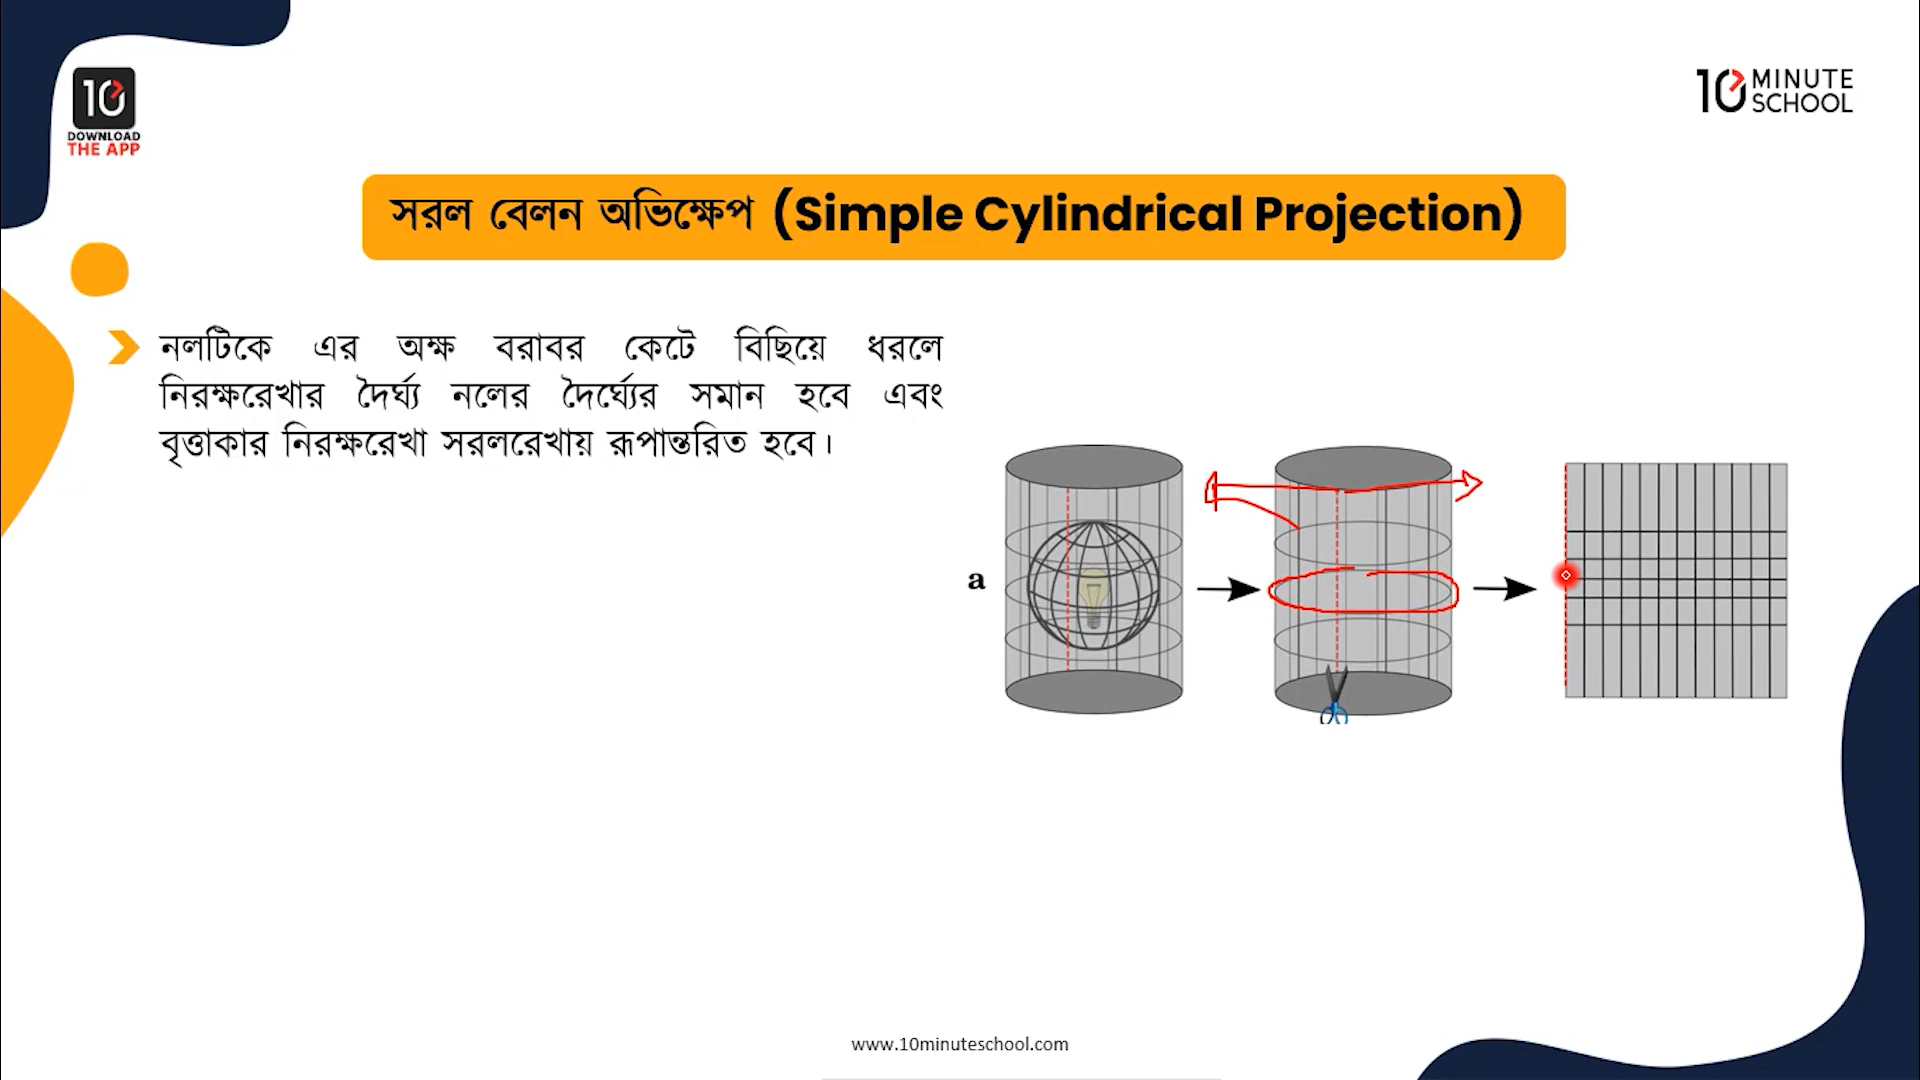 10
DOWNLOAD
THE APP
10 MINUTE
SCHOOL
সরল বেলন অভিক্ষেপ (Simple Cylindrical Projection)
নলটিকে এর অক্ষ বরাবর কেটে বিছিয়ে ধরলে
নিরক্ষরেখার দৈর্ঘ্য নলের দৈর্ঘ্যের সমান হবে এবং
বৃত্তাকার নিরক্ষরেখা সরলরেখায় রূপান্তরিত হবে।
a
www.10minuteschool.com